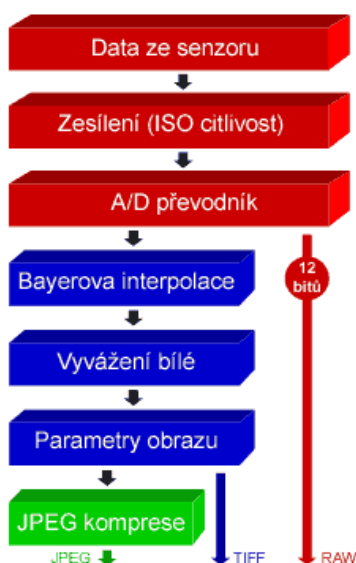 Data ze senzoru
Zesílení (ISO citlivost)
A/D převodník
Bayerova interpolace
12
bitů
Vyvážení bílé
Parametry obrazu
JPEG komprese
JPEG
TIFF
RAW